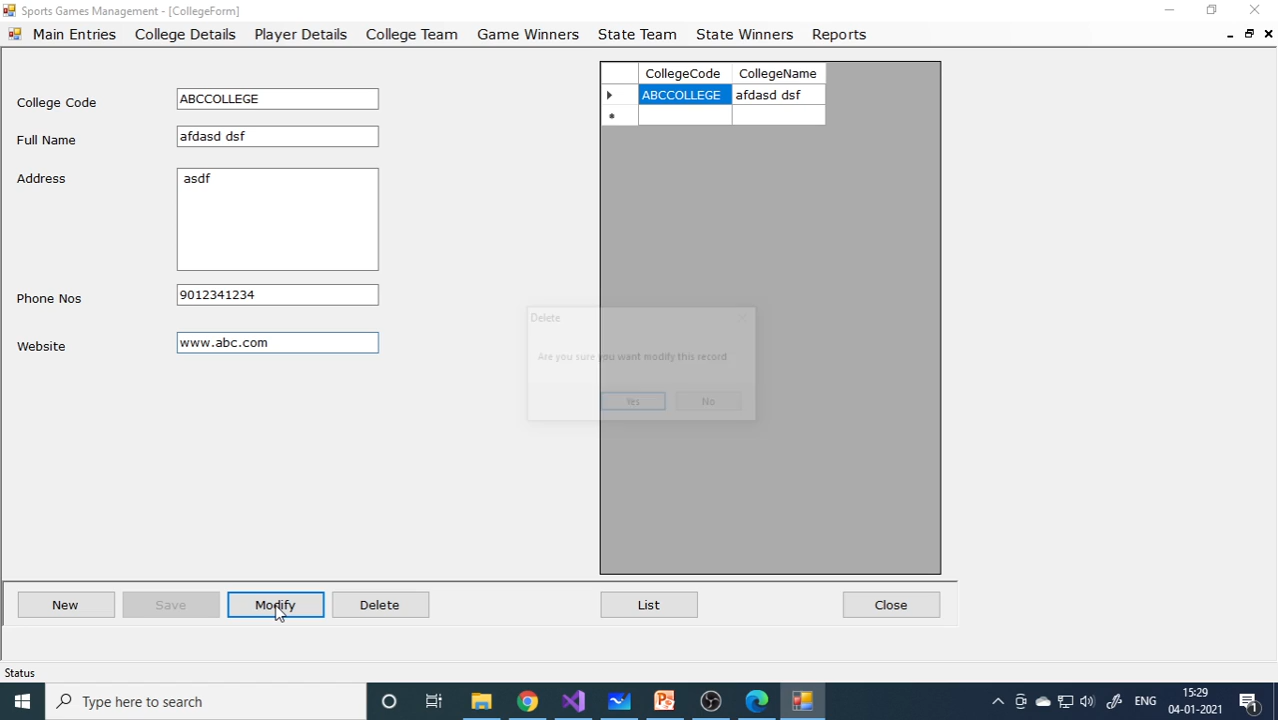 Sports Games Management - [CollegeForm]
Main Entries College Details Player Details College Team Game Winners State Team State Winners Reports
College Code ABCCOLLEGE
Full Name afdasd dsf
Address asdf
Phone Nos 9012341234
Website www.abc.com
CollegeCode CollegeName
ABCCOLLEGE afdasd dsf
Delete
Are you sure you want modify this record
Yes No
New Save Modify Delete List Close
Status
Type here to search
ENG 15:29
04-01-2021
1